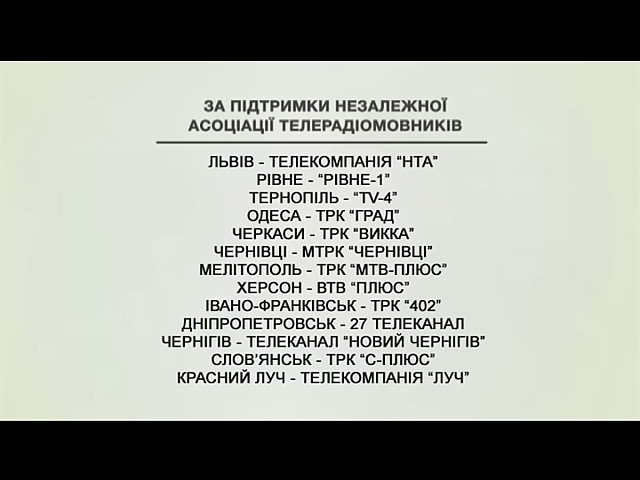 ЗА ПІДТРИМКИ НЕЗАЛЕЖНОЇ
АСОЦІАЦІЇ ТЕЛЕРАДІОМОВНИКІВ
ЛЬВІВ - ТЕЛЕКОМПАНІЯ “НТА”
РІВНЕ - “РІВНЕ-1”
ТЕРНОПІЛЬ - “TV-4”
ОДЕСА - ТРК “ГРАД”
ЧЕРКАСИ - ТРК “ВИККА”
ЧЕРНІВЦІ - МТРК “ЧЕРНІВЦІ”
МЕЛІТОПОЛЬ - ТРК “МТВ-ПЛЮС”
ХЕРСОН - ВТВ “ПЛЮС”
ІВАНО-ФРАНКІВСЬК - ТРК “402”
ДНІПРОПЕТРОВСЬК - 27 ТЕЛЕКАНАЛ
ЧЕРНІГІВ - ТЕЛЕКАНАЛ “НОВИЙ ЧЕРНІГІВ”
СЛОВ’ЯНСЬК - ТРК “С-ПЛЮС”
КРАСНИЙ ЛУЧ - ТЕЛЕКОМПАНІЯ “ЛУЧ”